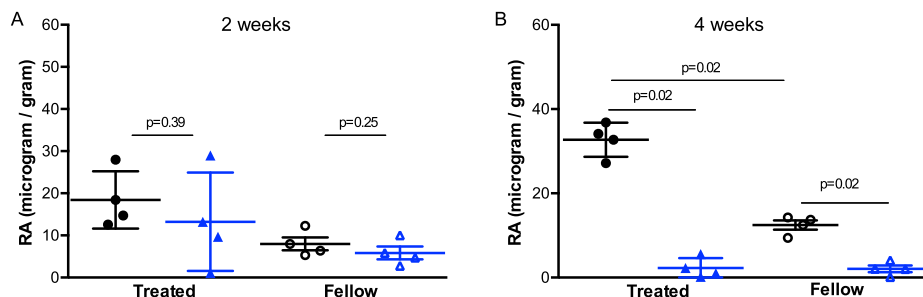 A
2 weeks
RA (microgram / gram)
60
50
40
30
20
10
0
p=0.39
p=0.25
Treated
Fellow
B
4 weeks
RA (microgram / gram)
60
40
20
0
p=0.02
p=0.02
p=0.02
Treated
Fellow